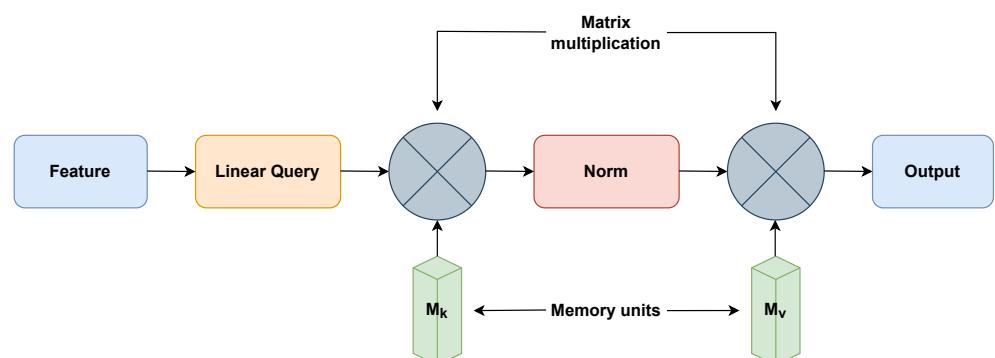 Matrix
multiplication
Feature
Linear Query
Norm
Output
Mk
Memory units
Mv